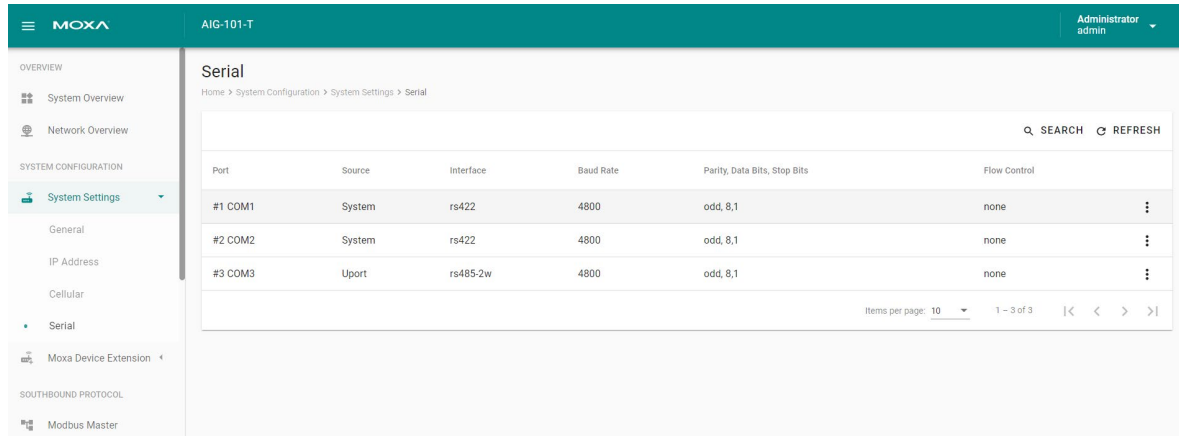 MOXA
AIG-101-T
Administrator
admin
OVERVIEW
System Overview
Network Overview
SYSTEM CONFIGURATION
System Settings
General
IP Address
Cellular
Serial
Moxa Device Extension
SOUTHBOUND PROTOCOL
Modbus Master
Serial
Home > System Configuration > System Settings > Serial
SEARCH REFRESH
Port Source Interface Baud Rate Parity, Data Bits, Stop Bits Flow Control
#1 COM1 System rs422 4800 odd, 8,1 none
#2 COM2 System rs422 4800 odd, 8,1 none
#3 COM3 Uport rs485-2w 4800 odd, 8,1 none
Items per page: 10 1 – 3 of 3